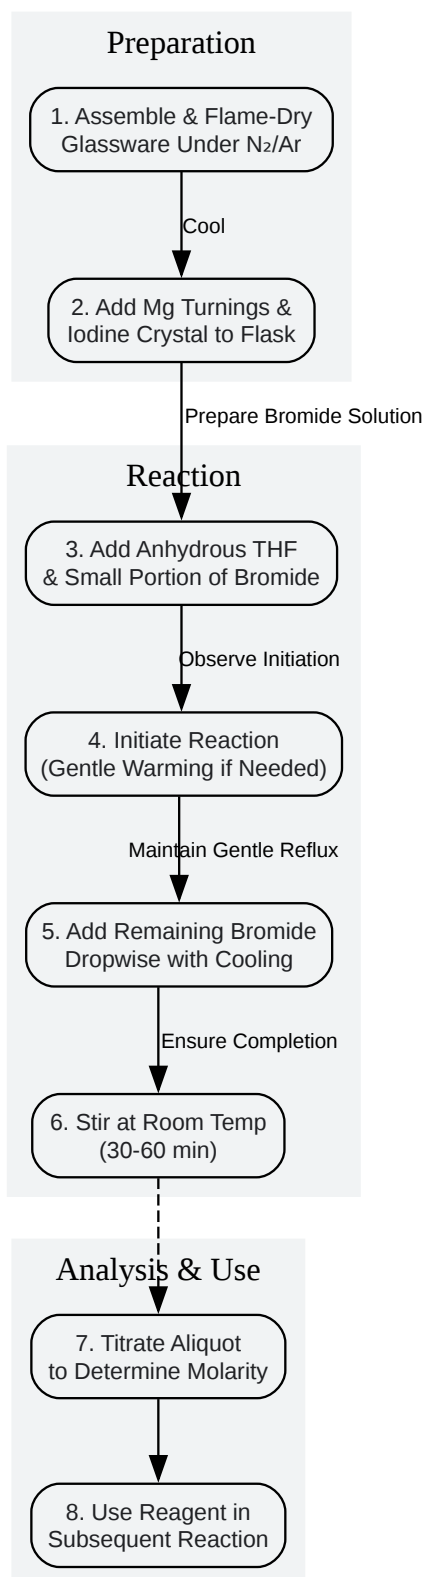 Preparation
1. Assemble & Flame-Dry
Glassware Under N₂/Ar
Cool
2. Add Mg Turnings &
Iodine Crystal to Flask
Prepare Bromide Solution
Reaction
3. Add Anhydrous THF
& Small Portion of Bromide
Observe Initiation
4. Initiate Reaction
(Gentle Warming if Needed)
Maintain Gentle Reflux
5. Add Remaining Bromide
Dropwise with Cooling
Ensure Completion
6. Stir at Room Temp
(30-60 min)
Analysis & Use
7. Titrate Aliquot
to Determine Molarity
8. Use Reagent in
Subsequent Reaction